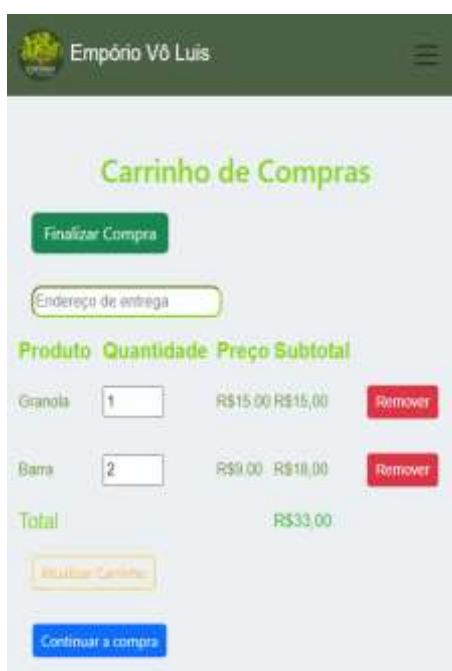 Empório Vô Luis
Carrinho de Compras
Finalizar Compra
Endereço de entrega
Produto Quantidade Preço Subtotal
Granola 1 R$15.00 R$15,00 Remover
Barra 2 R$9.00 R$18,00 Remover
Total R$33,00
Atualizar Carrinho
Continuar a compra